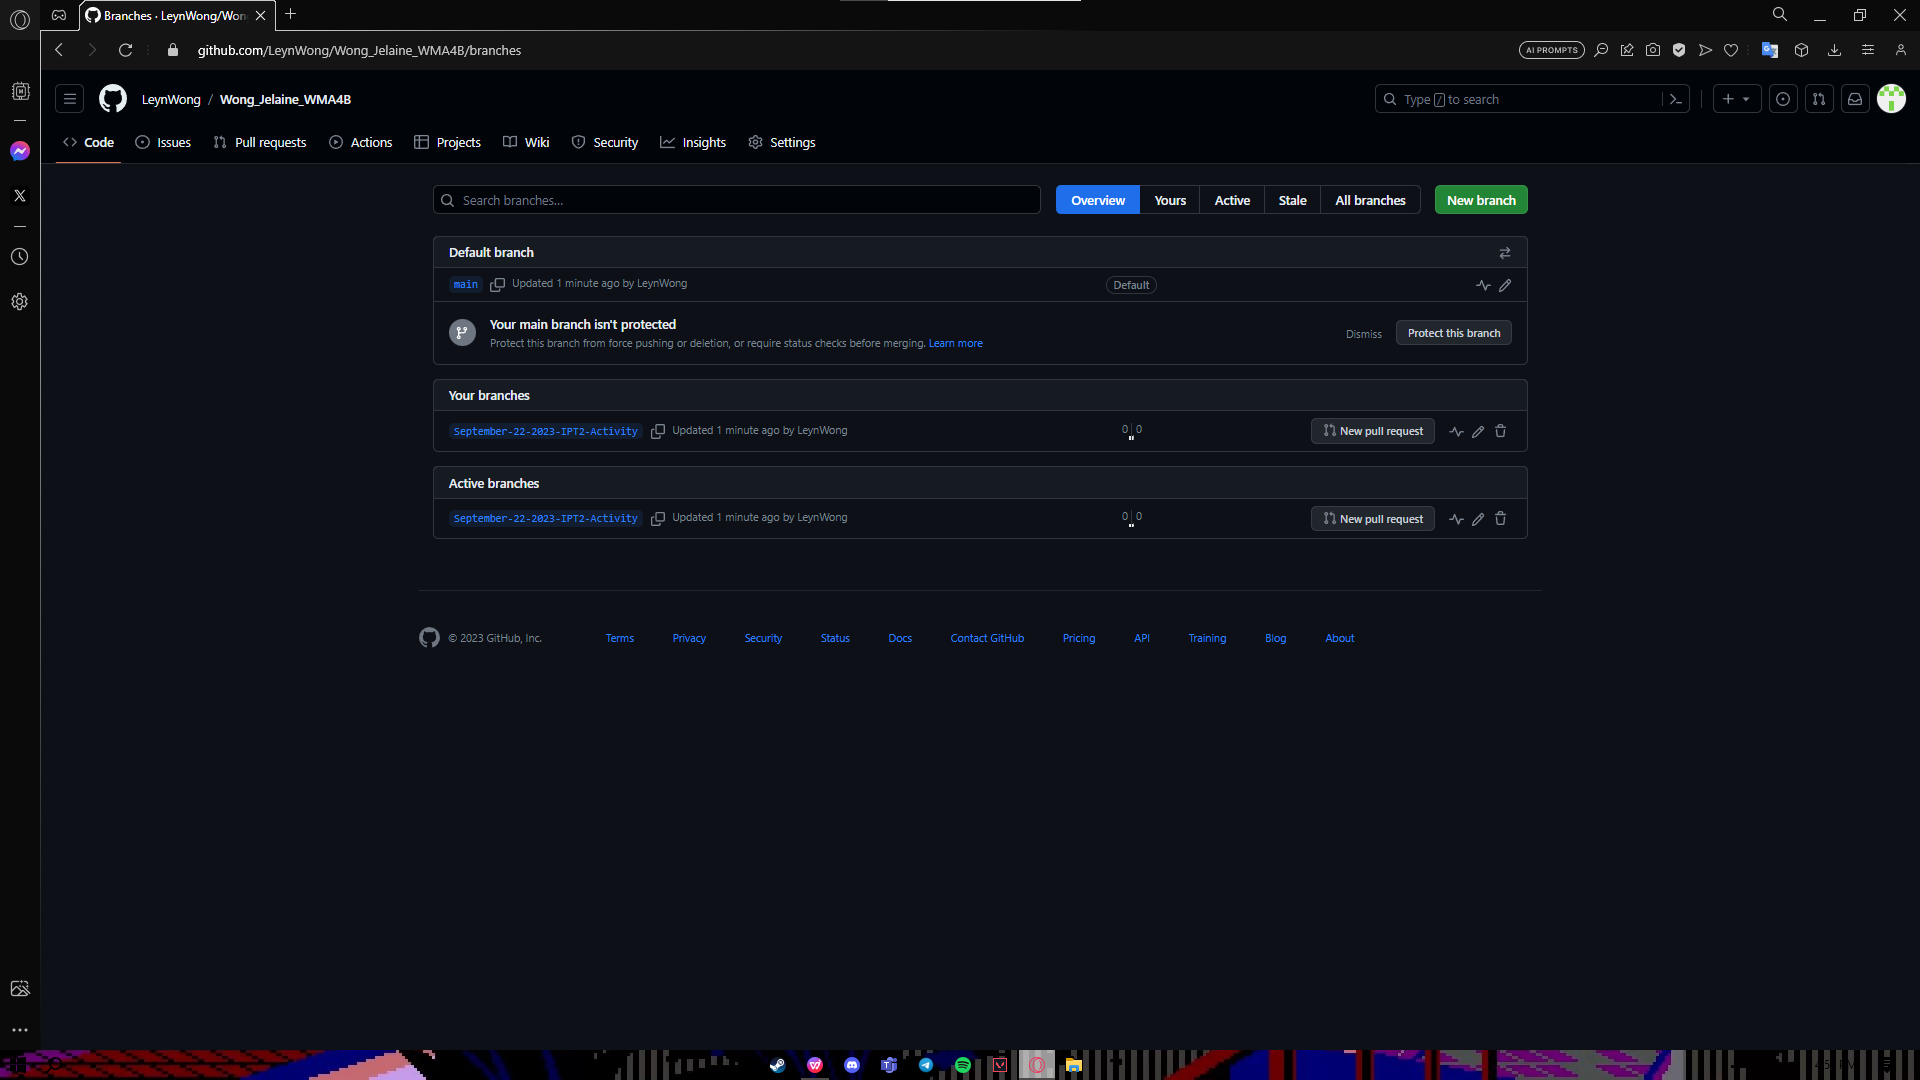 Branches · LeynWong/Won
github.com/LeynWong/Wong_Jelaine_WMA4B/branches
AI PROMPTS
LeynWong / Wong_Jelaine_WMA4B
Type / to search
Code Issues Pull requests Actions Projects Wiki Security Insights Settings
Search branches... Overview Yours Active Stale All branches New branch
Default branch
main Updated 1 minute ago by LeynWong Default
Your main branch isn't protected
Protect this branch from force pushing or deletion, or require status checks before merging. Learn more
Dismiss Protect this branch
Your branches
September-22-2023-IPT2-Activity Updated 1 minute ago by LeynWong 0 0 New pull request
Active branches
September-22-2023-IPT2-Activity Updated 1 minute ago by LeynWong 0 0 New pull request
© 2023 GitHub, Inc. Terms Privacy Security Status Docs Contact GitHub Pricing API Training Blog About